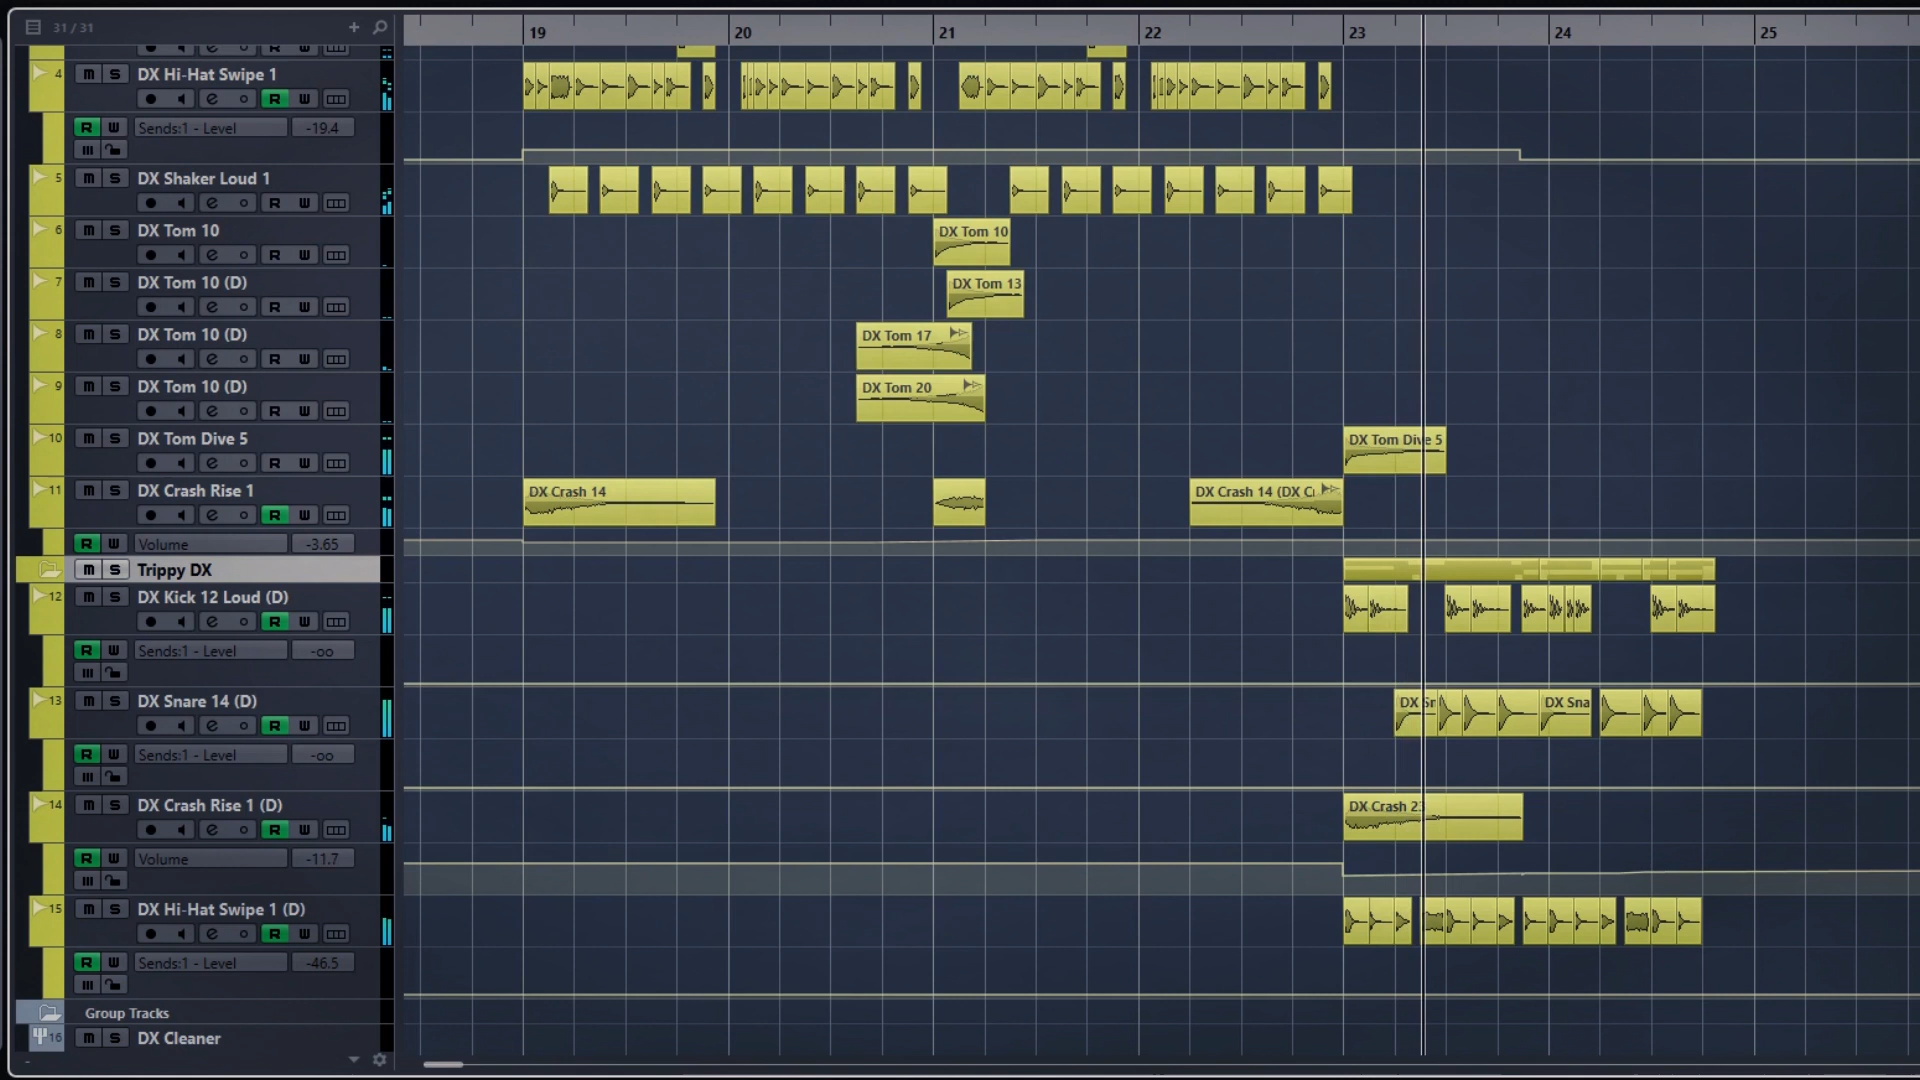 31 / 31
19 20 21 22 23 24 25
R W
4 m S DX Hi-Hat Swipe 1
e R W
R W Sends:1 - Level -19.4
5 m S DX Shaker Loud 1
e R W
6 m S DX Tom 10 DX Tom 10
e R W
7 m S DX Tom 10 (D) DX Tom 13
e R W
8 m S DX Tom 10 (D) DX Tom 17
e R W
9 m S DX Tom 10 (D) DX Tom 20
e R W
10 m S DX Tom Dive 5 DX Tom Dive 5
e R W
11 m S DX Crash Rise 1 DX Crash 14 DX Crash 14 (DX C
e R W
R W Volume -3.65
m S Trippy DX
12 m S DX Kick 12 Loud (D)
e R W
R W Sends:1 - Level -oo
13 m S DX Snare 14 (D) DX Sr DX Sna
e R W
R W Sends:1 - Level -oo
14 m S DX Crash Rise 1 (D) DX Crash 23
e R W
R W Volume -11.7
15 m S DX Hi-Hat Swipe 1 (D)
e R W
R W Sends:1 - Level -46.5
Group Tracks
16 m S DX Cleaner